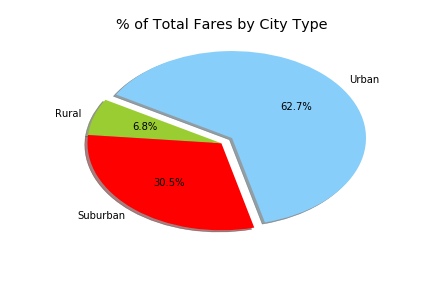 % of Total Fares by City Type
Urban
62.7%
Rural
6.8%
30.5%
Suburban